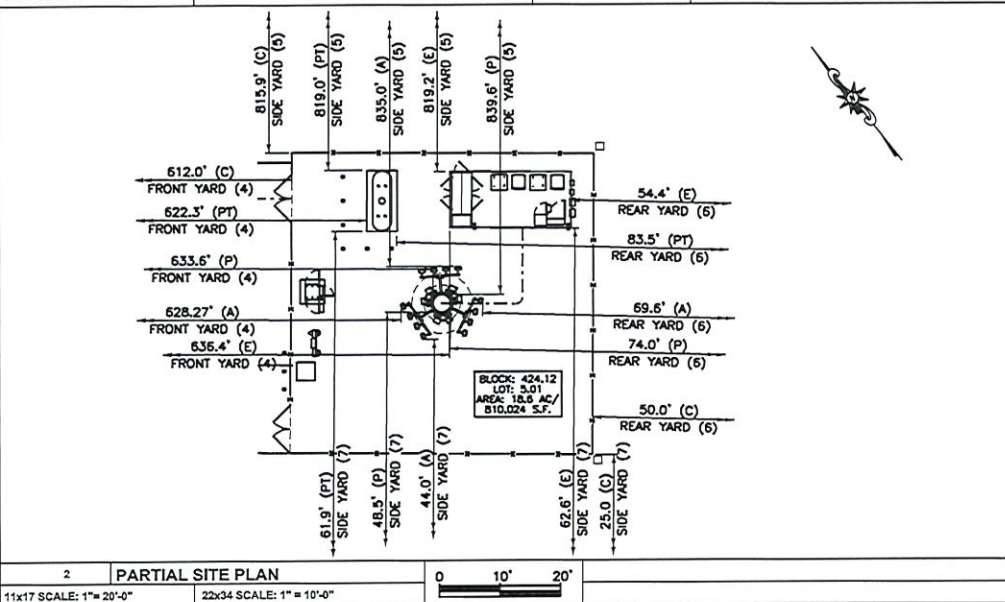 815.9' (C)
SIDE YARD (5)
819.0' (PT)
SIDE YARD (5)
835.0' (A)
SIDE YARD (5)
819.2' (E)
SIDE YARD (5)
839.6' (P)
SIDE YARD (5)
612.0' (C)
FRONT YARD (4)
622.3' (PT)
FRONT YARD (4)
633.6' (P)
FRONT YARD (4)
628.27' (A)
FRONT YARD (4)
636.4' (E)
FRONT YARD (4)
54.4' (E)
REAR YARD (6)
83.5' (PT)
REAR YARD (6)
69.6' (A)
REAR YARD (6)
74.0' (P)
REAR YARD (6)
50.0' (C)
REAR YARD (6)
BLOCK: 424.12
LOT: 5.01
AREA: 18.6 AC/
810,024 S.F.
61.9' (PT)
SIDE YARD (7)
48.5' (P)
SIDE YARD (7)
44.0' (A)
SIDE YARD (7)
62.6' (E)
SIDE YARD (7)
25.0 (C)
SIDE YARD (7)
2 PARTIAL SITE PLAN
11x17 SCALE: 1"= 20'-0" 22x34 SCALE: 1" = 10'-0"
0 10' 20'